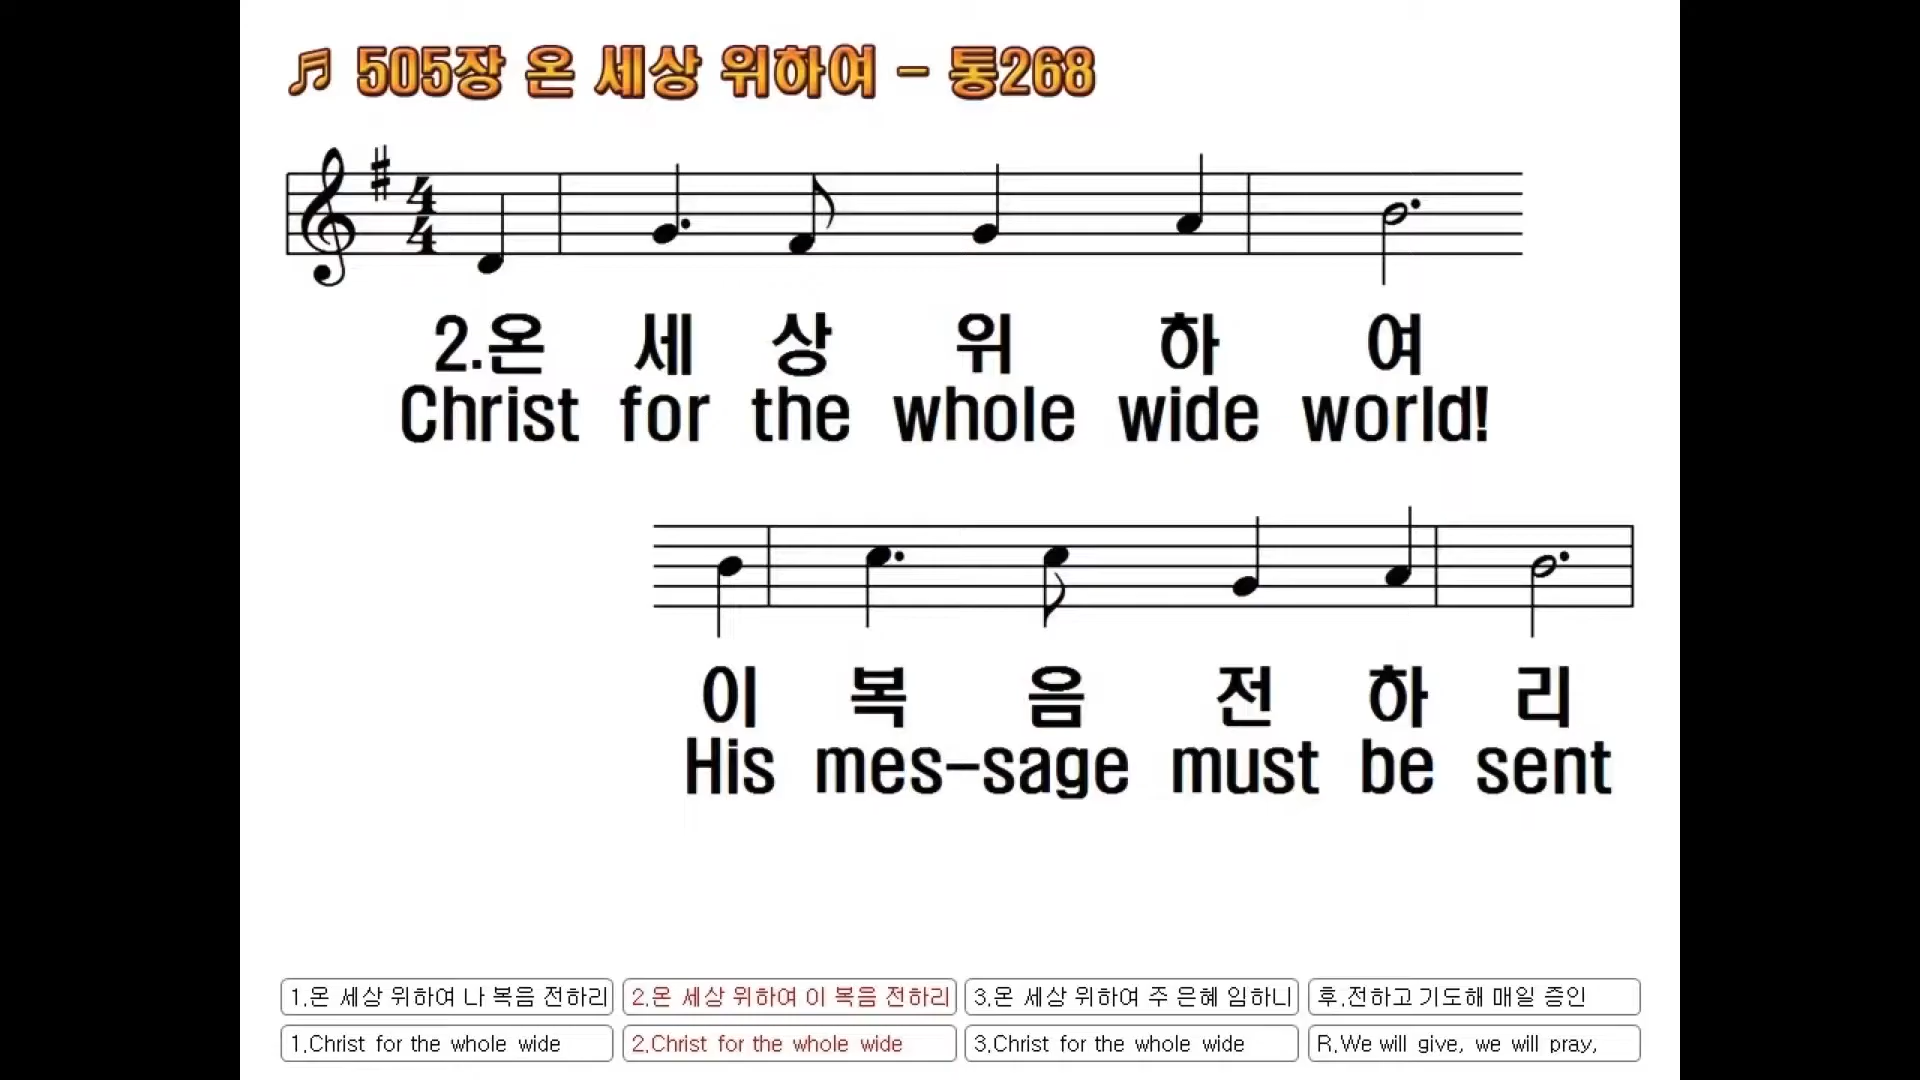 505장 온 세상 위하여 - 통268
2.온 세 상 위 하 여
Christ for the whole wide world!
이 복 음 전 하 리
His mes-sage must be sent
1.온 세상 위하여 나 복음 전하리 2.온 세상 위하여 이 복음 전하리 3.온 세상 위하여 주 은혜 임하니 후.전하고 기도해 매일 증인
1.Christ for the whole wide 2.Christ for the whole wide 3.Christ for the whole wide R.We will give, we will pray,